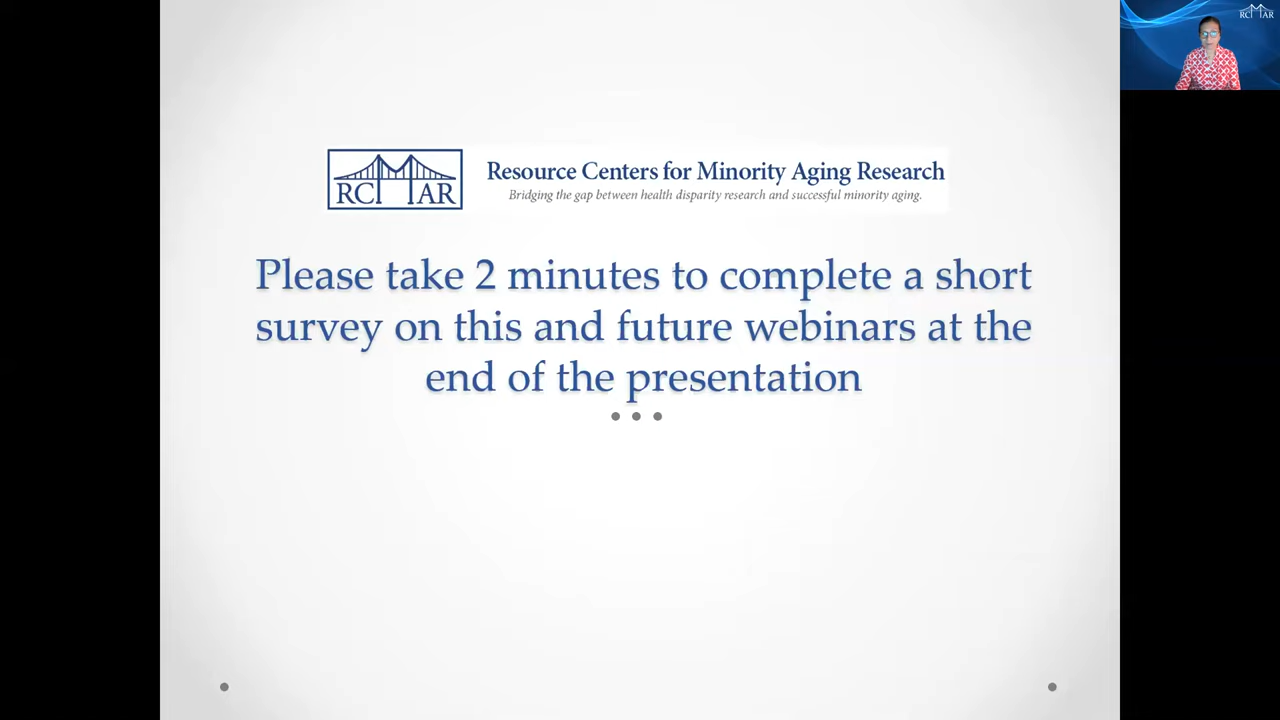 RCMAR
Resource Centers for Minority Aging Research
Bridging the gap between health disparity research and successful minority aging.
Please take 2 minutes to complete a short
survey on this and future webinars at the
end of the presentation
RCMAR